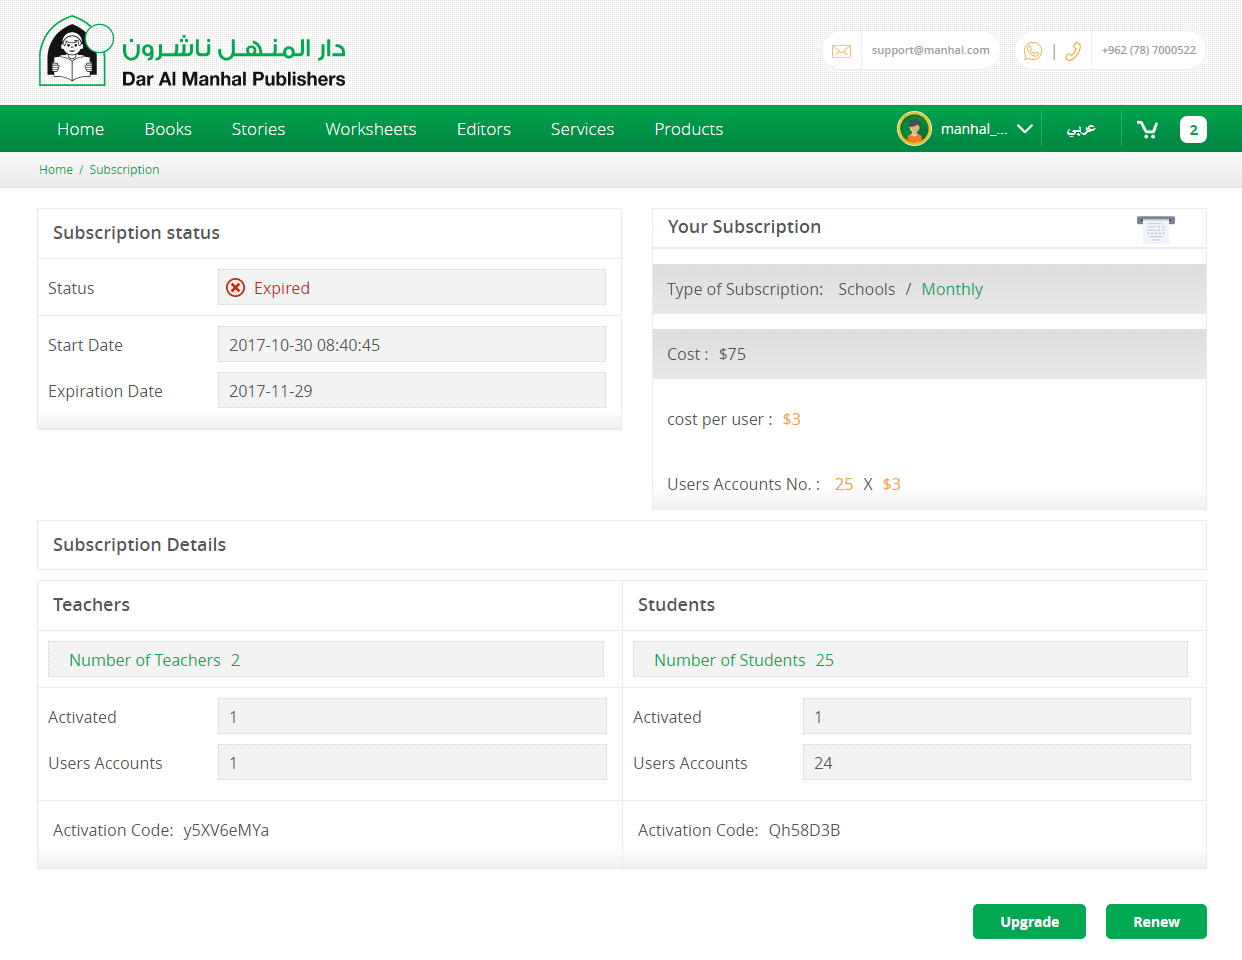 دار المنهل ناشرون
Dar Al Manhal Publishers
support@manhal.com
| +962 (78) 7000522
Home Books Stories Worksheets Editors Services Products manhal_... عربي 2
Home / Subscription
Subscription status
Status Expired
Start Date 2017-10-30 08:40:45
Expiration Date 2017-11-29
Your Subscription
Type of Subscription: Schools / Monthly
Cost : $75
cost per user : $3
Users Accounts No. : 25 X $3
Subscription Details
Teachers
Number of Teachers 2
Activated 1
Users Accounts 1
Activation Code: y5XV6eMYa
Students
Number of Students 25
Activated 1
Users Accounts 24
Activation Code: Qh58D3B
Upgrade Renew